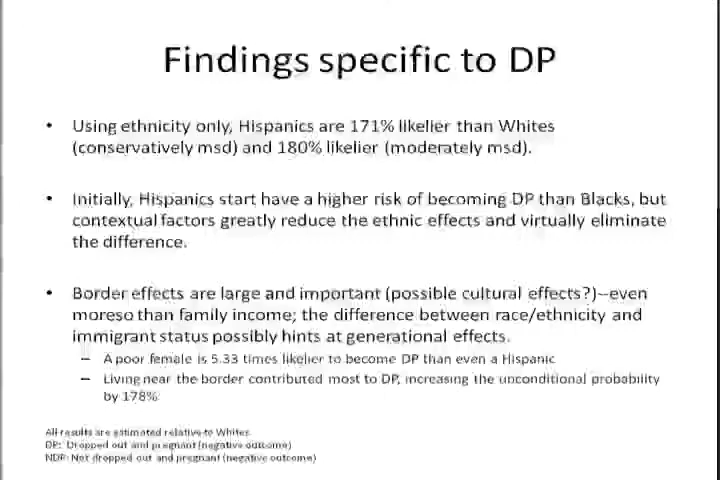 Findings specific to DP
• Using ethnicity only, Hispanics are 171% likelier than Whites
(conservatively msd) and 180% likelier (moderately msd).
• Initially, Hispanics start have a higher risk of becoming DP than Blacks, but
contextual factors greatly reduce the ethnic effects and virtually eliminate
the difference.
• Border effects are large and important (possible cultural effects?)–even
moreso than family income; the difference between race/ethnicity and
immigrant status possibly hints at generational effects.
– A poor female is 5.33 times likelier to become DP than even a Hispanic
– Living near the border contributed most to DP, increasing the unconditional probability
by 178%
All results are estimated relative to Whites
DP: Dropped out and pregnant (negative outcome)
NDP: Not dropped out and pregnant (negative outcome)